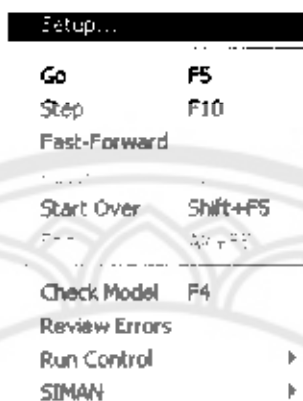 Setup...
Go F5
Step F10
Fast-Forward
Start Over Shift+F5
Check Model F4
Review Errors
Run Control
SIMAN